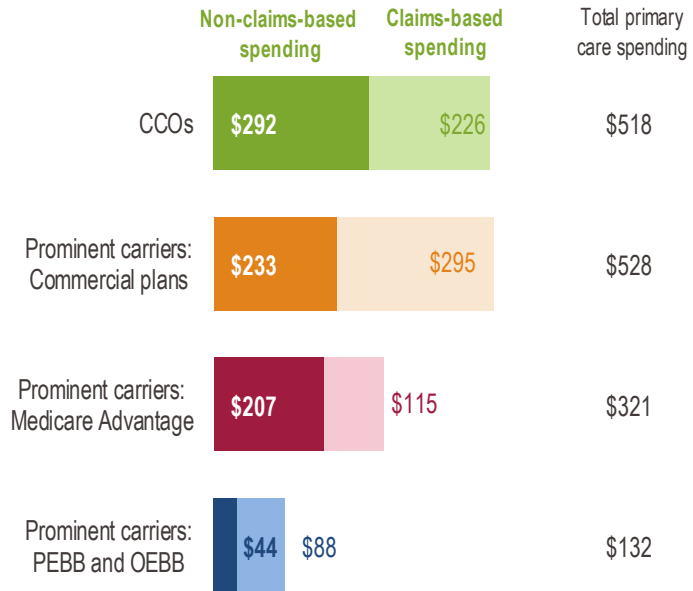 Non-claims-based
spending
Claims-based
spending
Total primary
care spending
CCOs
$292
$226
$518
Prominent carriers:
Commercial plans
$233
$295
$528
Prominent carriers:
Medicare Advantage
$207
$115
$321
Prominent carriers:
PEBB and OEBB
$44
$88
$132